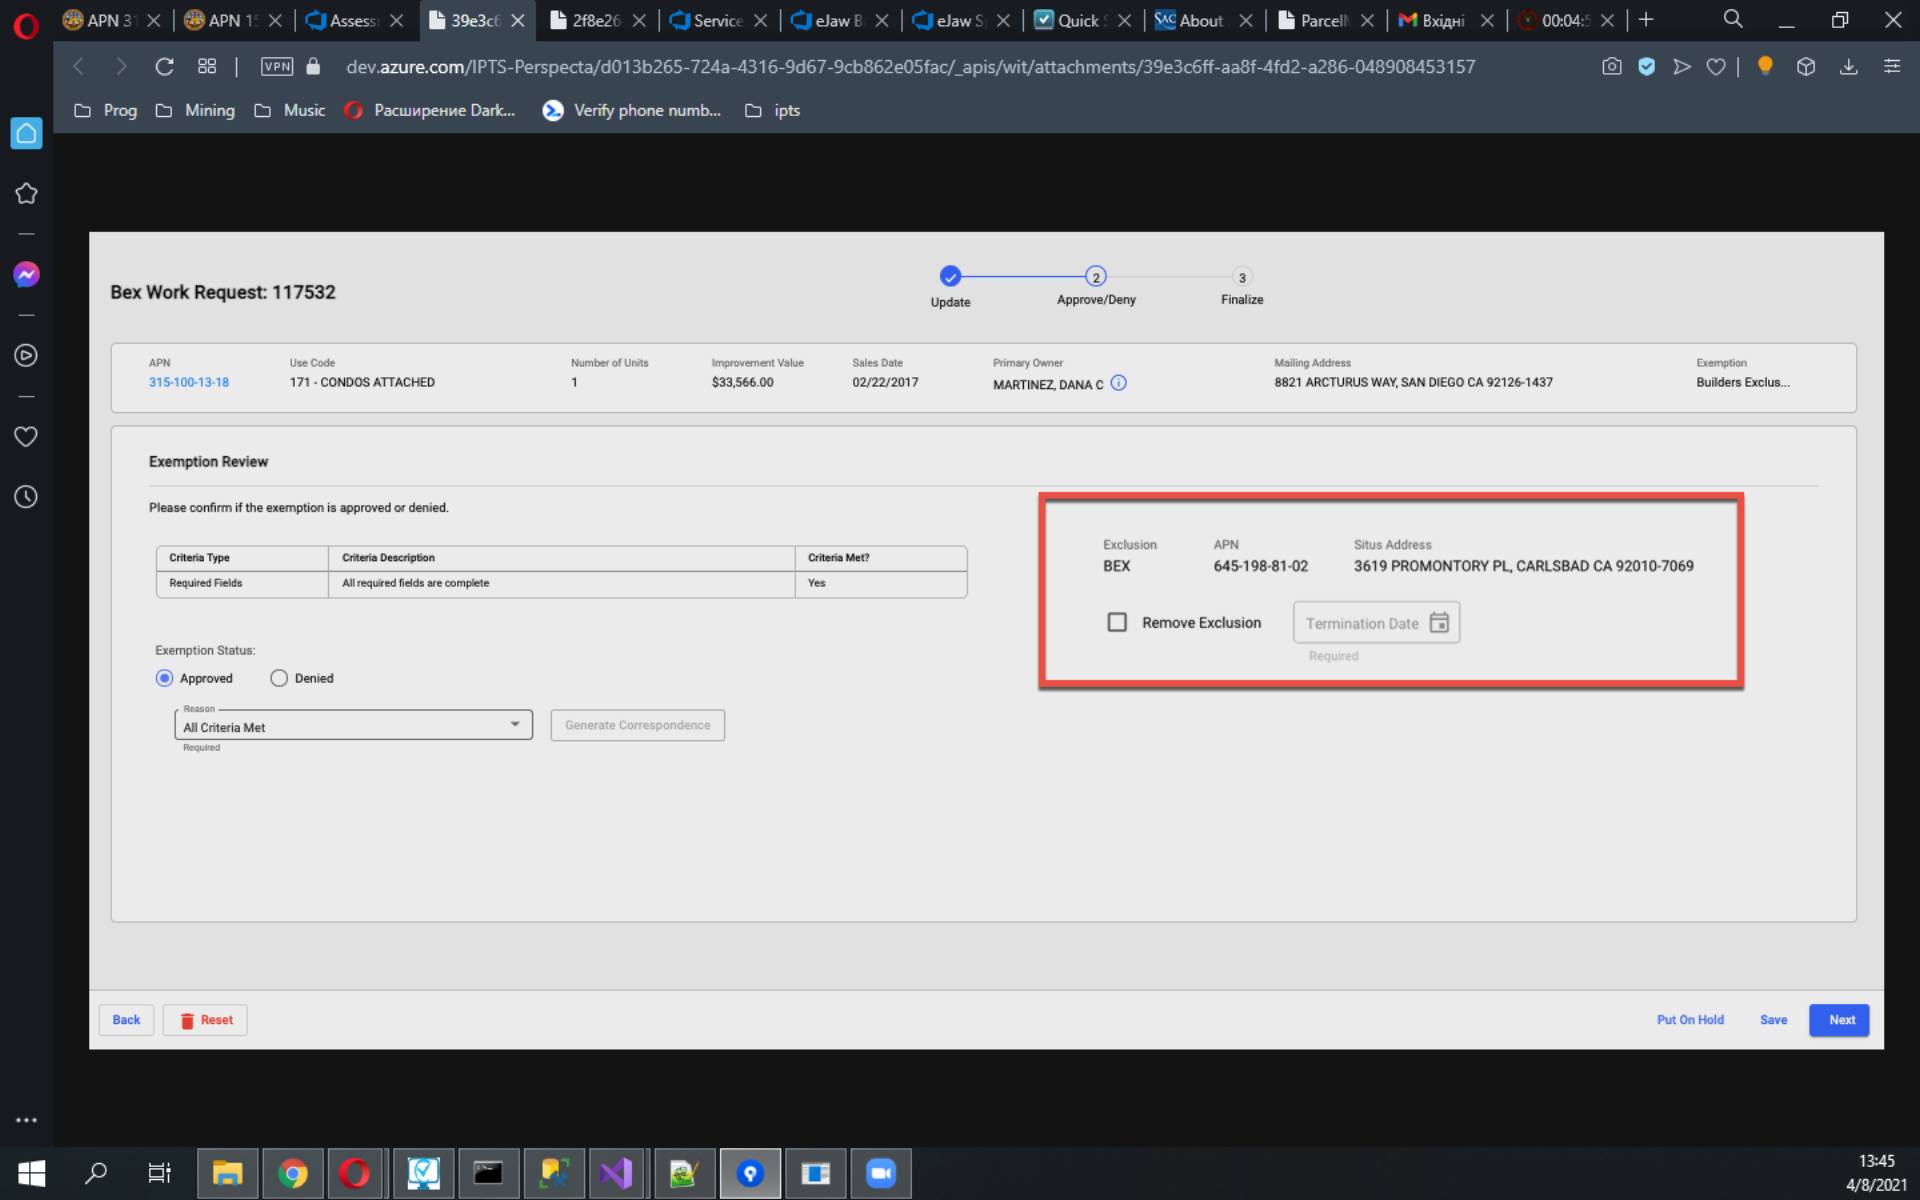 APN 31
APN 15
Assess
39e3c6
2f8e26
Service
eJaw B
eJaw S
Quick
SAC About
Parcel
Вхідні
00:04:5
VPN
dev.azure.com/IPTS-Perspecta/d013b265-724a-4316-9d67-9cb862e05fac/_apis/wit/attachments/39e3c6ff-aa8f-4fd2-a286-048908453157
Prog
Mining
Music
Расширение Dark...
Verify phone numb...
ipts
Bex Work Request: 117532
2
3
Update
Approve/Deny
Finalize
APN
Use Code
Number of Units
Improvement Value
Sales Date
Primary Owner
Mailing Address
Exemption
315-100-13-18
171 - CONDOS ATTACHED
1
$33,566.00
02/22/2017
MARTINEZ, DANA C
8821 ARCTURUS WAY, SAN DIEGO CA 92126-1437
Builders Exclus...
Exemption Review
Please confirm if the exemption is approved or denied.
Criteria Type
Criteria Description
Criteria Met?
Required Fields
All required fields are complete
Yes
Exclusion
APN
Situs Address
BEX
645-198-81-02
3619 PROMONTORY PL, CARLSBAD CA 92010-7069
Remove Exclusion
Termination Date
Required
Exemption Status:
Approved
Denied
Reason
All Criteria Met
Required
Generate Correspondence
Back
Reset
Put On Hold
Save
Next
13:45
4/8/2021